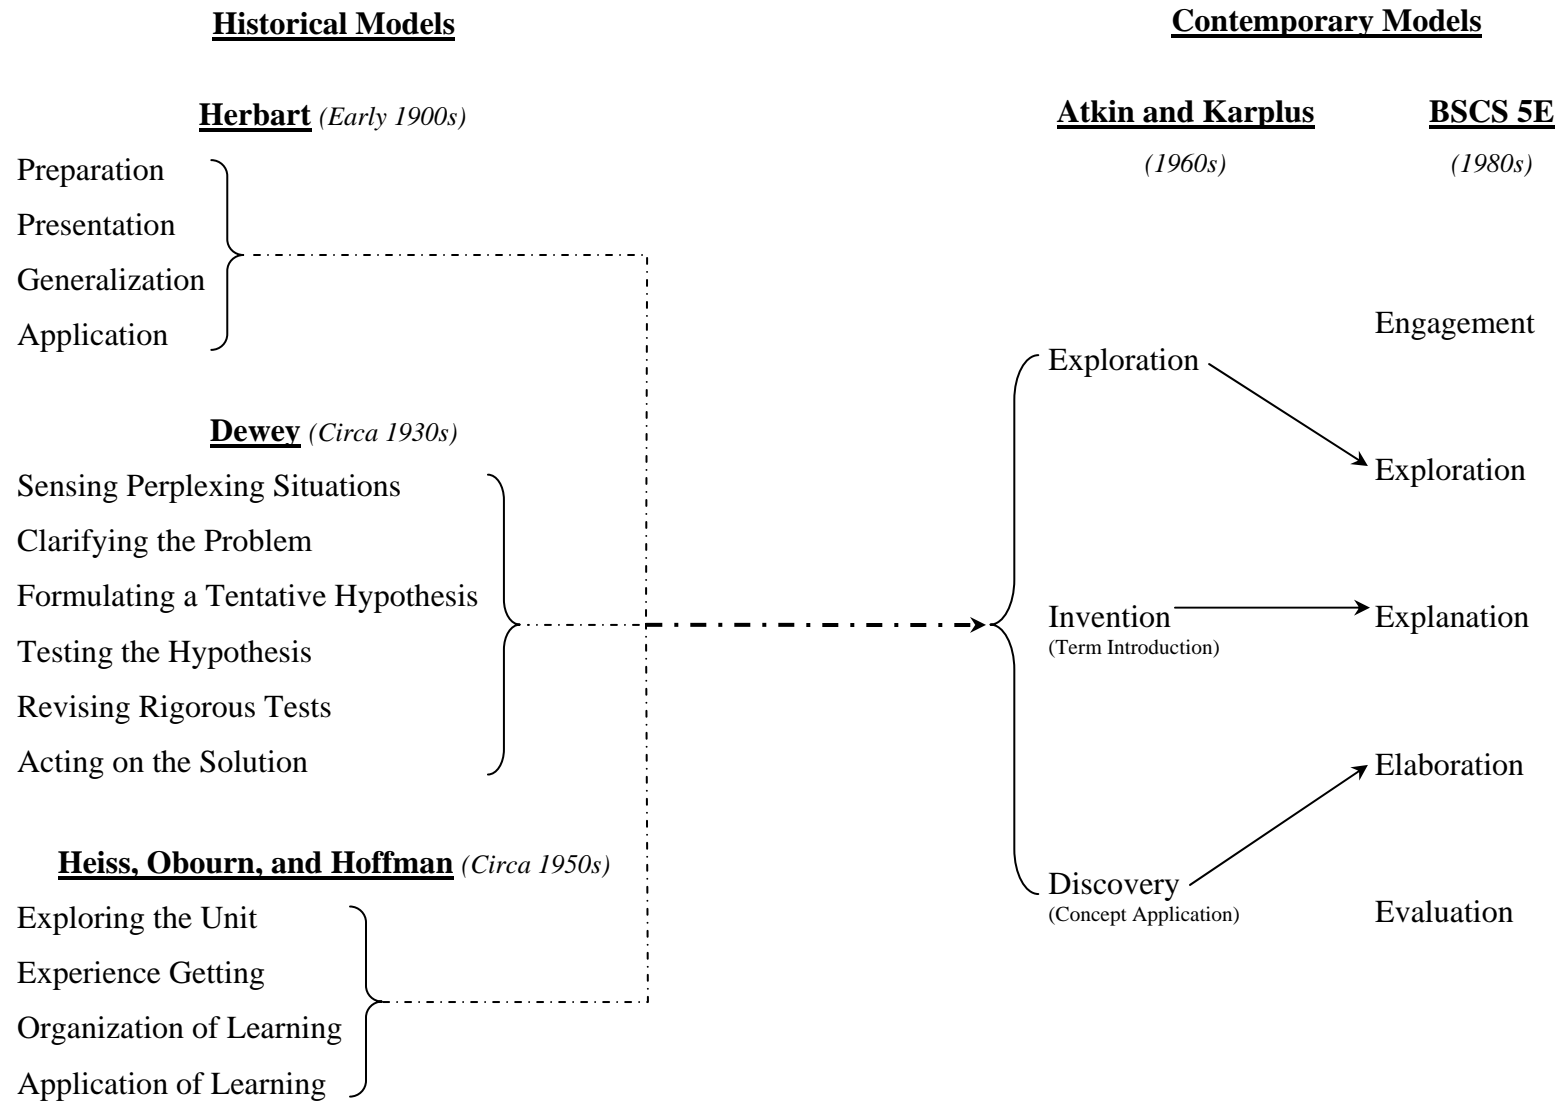 Historical Models
Herbart (Early 1900s)
Preparation
Presentation
Generalization
Application
Dewey (Circa 1930s)
Sensing Perplexing Situations
Clarifying the Problem
Formulating a Tentative Hypothesis
Testing the Hypothesis
Revising Rigorous Tests
Acting on the Solution
Heiss, Obourn, and Hoffman (Circa 1950s)
Exploring the Unit
Experience Getting
Organization of Learning
Application of Learning
Contemporary Models
Atkin and Karplus
(1960s)
Exploration
Invention
(Term Introduction)
Discovery
(Concept Application)
BSCS 5E
(1980s)
Engagement
Exploration
Explanation
Elaboration
Evaluation